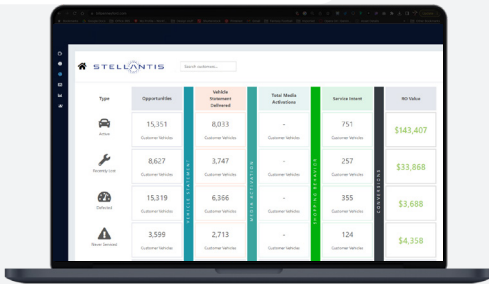 STELLANTIS
Search customers...
Type
Opportunities
Vehicle
Statement
Delivered
Total Media
Activations
Service Intent
RO Value
Active
15,351
Customer Vehicles
8,033
Customer Vehicles
-
Customer Vehicles
751
Customer Vehicles
$143,407
8,627
Customer Vehicles
3,747
Customer Vehicles
-
Customer Vehicles
257
Customer Vehicles
$33,868
Defected
15,319
Customer Vehicles
6,366
Customer Vehicles
-
Customer Vehicles
355
Customer Vehicles
$3,688
Never Serviced
3,599
Customer Vehicles
2,713
Customer Vehicles
-
Customer Vehicles
124
Customer Vehicles
$4,358
VEHICLE STATEMENT
MEDIA ACTIVATION
SHOPPING BEHAVIOR
CONVERSIONS